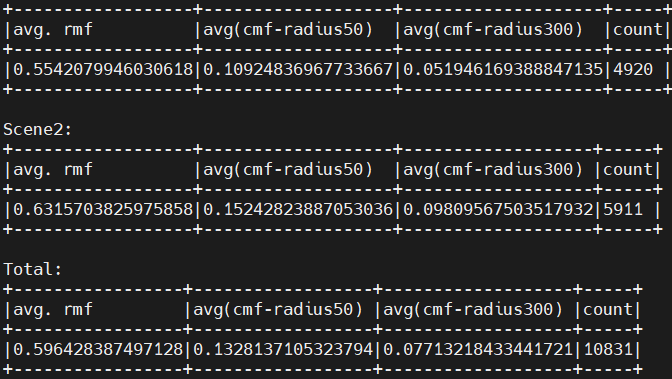 +------------------+-------------------+--------------------+-----+
|avg. rmf          |avg(cmf-radius50)  |avg(cmf-radius300)  |count|
+------------------+-------------------+--------------------+-----+
|0.5542079946030618|0.10924836967733667|0.051946169388847135|4920 |
+------------------+-------------------+--------------------+-----+
Scene2:
+------------------+-------------------+-------------------+-----+
|avg. rmf          |avg(cmf-radius50)  |avg(cmf-radius300) |count|
+------------------+-------------------+-------------------+-----+
|0.6315703825975858|0.15242823887053036|0.09809567503517932|5911 |
+------------------+-------------------+-------------------+-----+
Total:
+-----------------+------------------+-------------------+-----+
|avg. rmf         |avg(cmf-radius50) |avg(cmf-radius300) |count|
+-----------------+------------------+-------------------+-----+
|0.596428387497128|0.1328137105323794|0.07713218433441721|10831|
+-----------------+------------------+-------------------+-----+